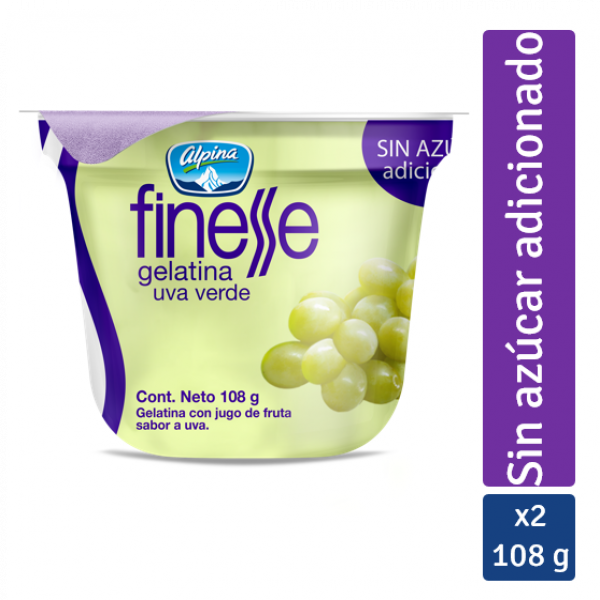 alpina
finesse
gelatina
uva verde
SIN AZU
adicio
Cont. Neto 108 g
Gelatina con jugo de fruta
sabor a uva.
Sin azúcar adicionado
x2
108 g